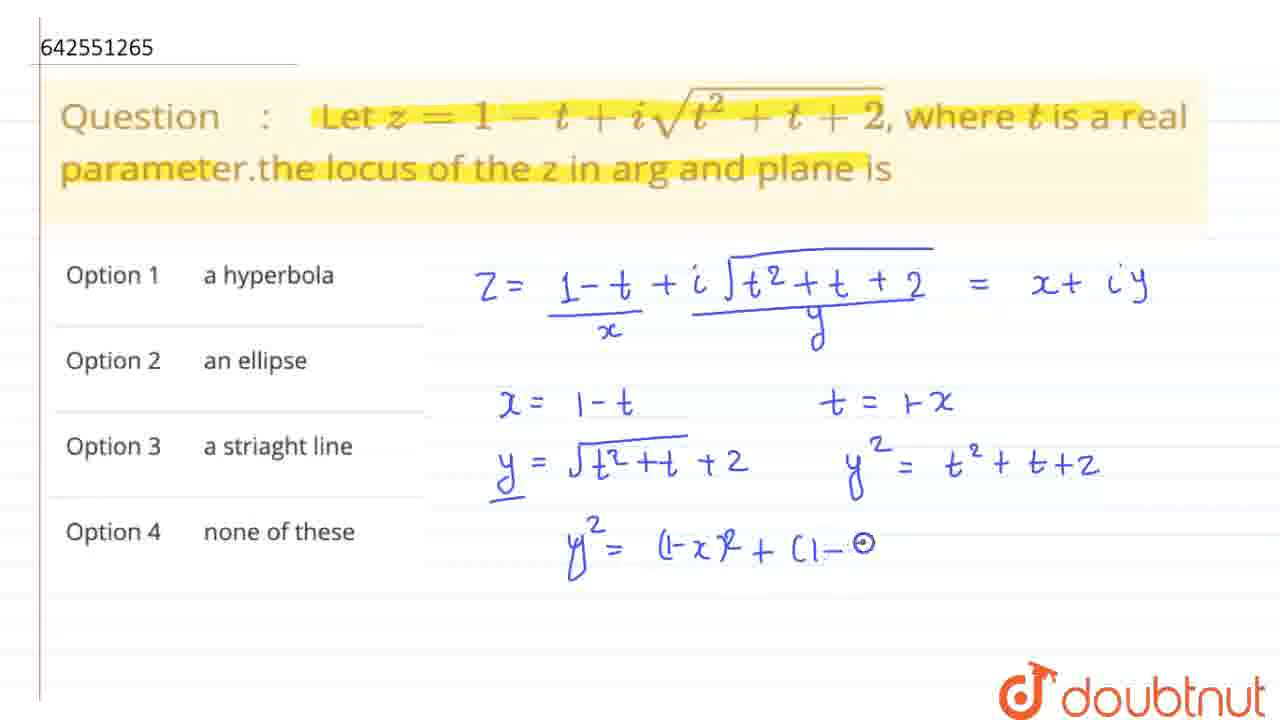 642551265
Question : Let z = 1 − t + i√(t² + t + 2), where t is a real
parameter.the locus of the z in arg and plane is
Option 1 a hyperbola
Option 2 an ellipse
Option 3 a striaght line
Option 4 none of these
Z = 1 − t + i √(t² + t + 2) = x + iy
x y
x = 1 − t t = 1 − x
y = √(t² + t) + 2 y² = t² + t + 2
y² = (1 − x)² + (1 −
doubtnut